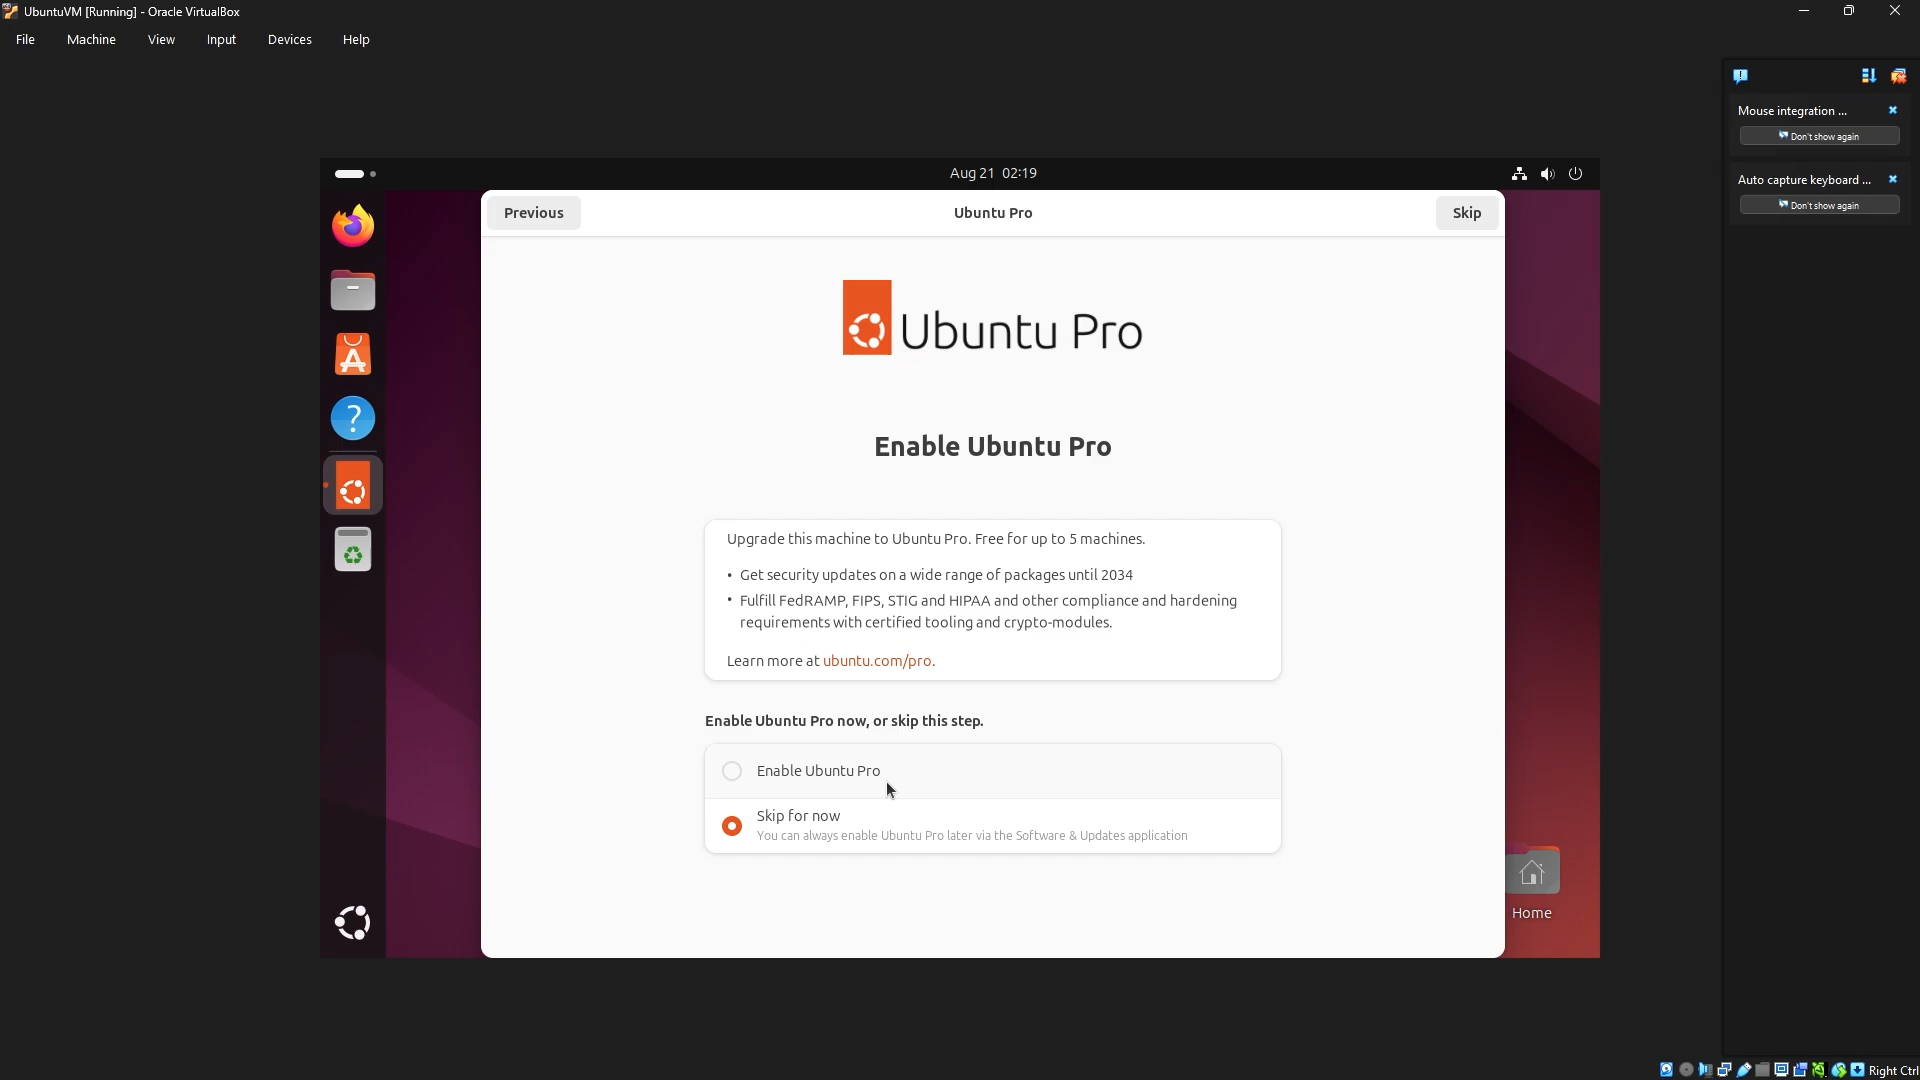 UbuntuVM [Running] - Oracle VirtualBox
File Machine View Input Devices Help
Mouse integration ...
Don't show again
Auto capture keyboard ...
Don't show again
Aug 21 02:19
Previous
Ubuntu Pro
Skip
Ubuntu Pro
Enable Ubuntu Pro
Upgrade this machine to Ubuntu Pro. Free for up to 5 machines.
• Get security updates on a wide range of packages until 2034
• Fulfill FedRAMP, FIPS, STIG and HIPAA and other compliance and hardening
requirements with certified tooling and crypto-modules.
Learn more at ubuntu.com/pro.
Enable Ubuntu Pro now, or skip this step.
Enable Ubuntu Pro
Skip for now
You can always enable Ubuntu Pro later via the Software & Updates application
Home
Right Ctrl